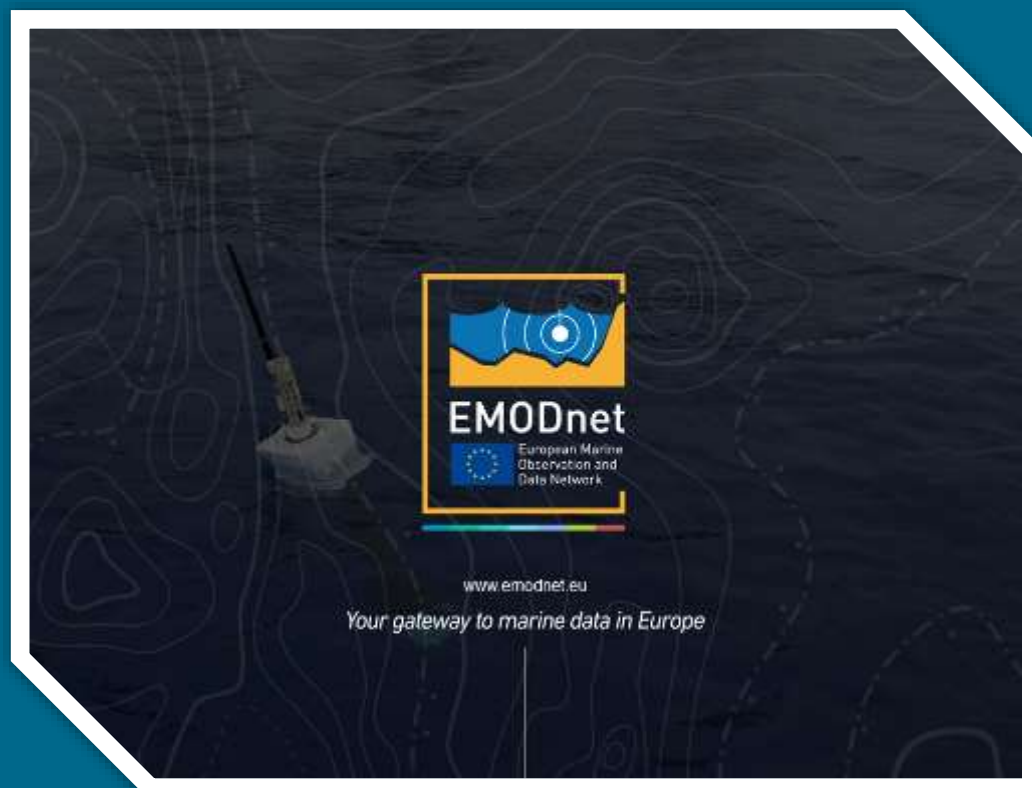 EMODnet
European Marine
Observation and
Data Network
www.emodnet.eu
Your gateway to marine data in Europe